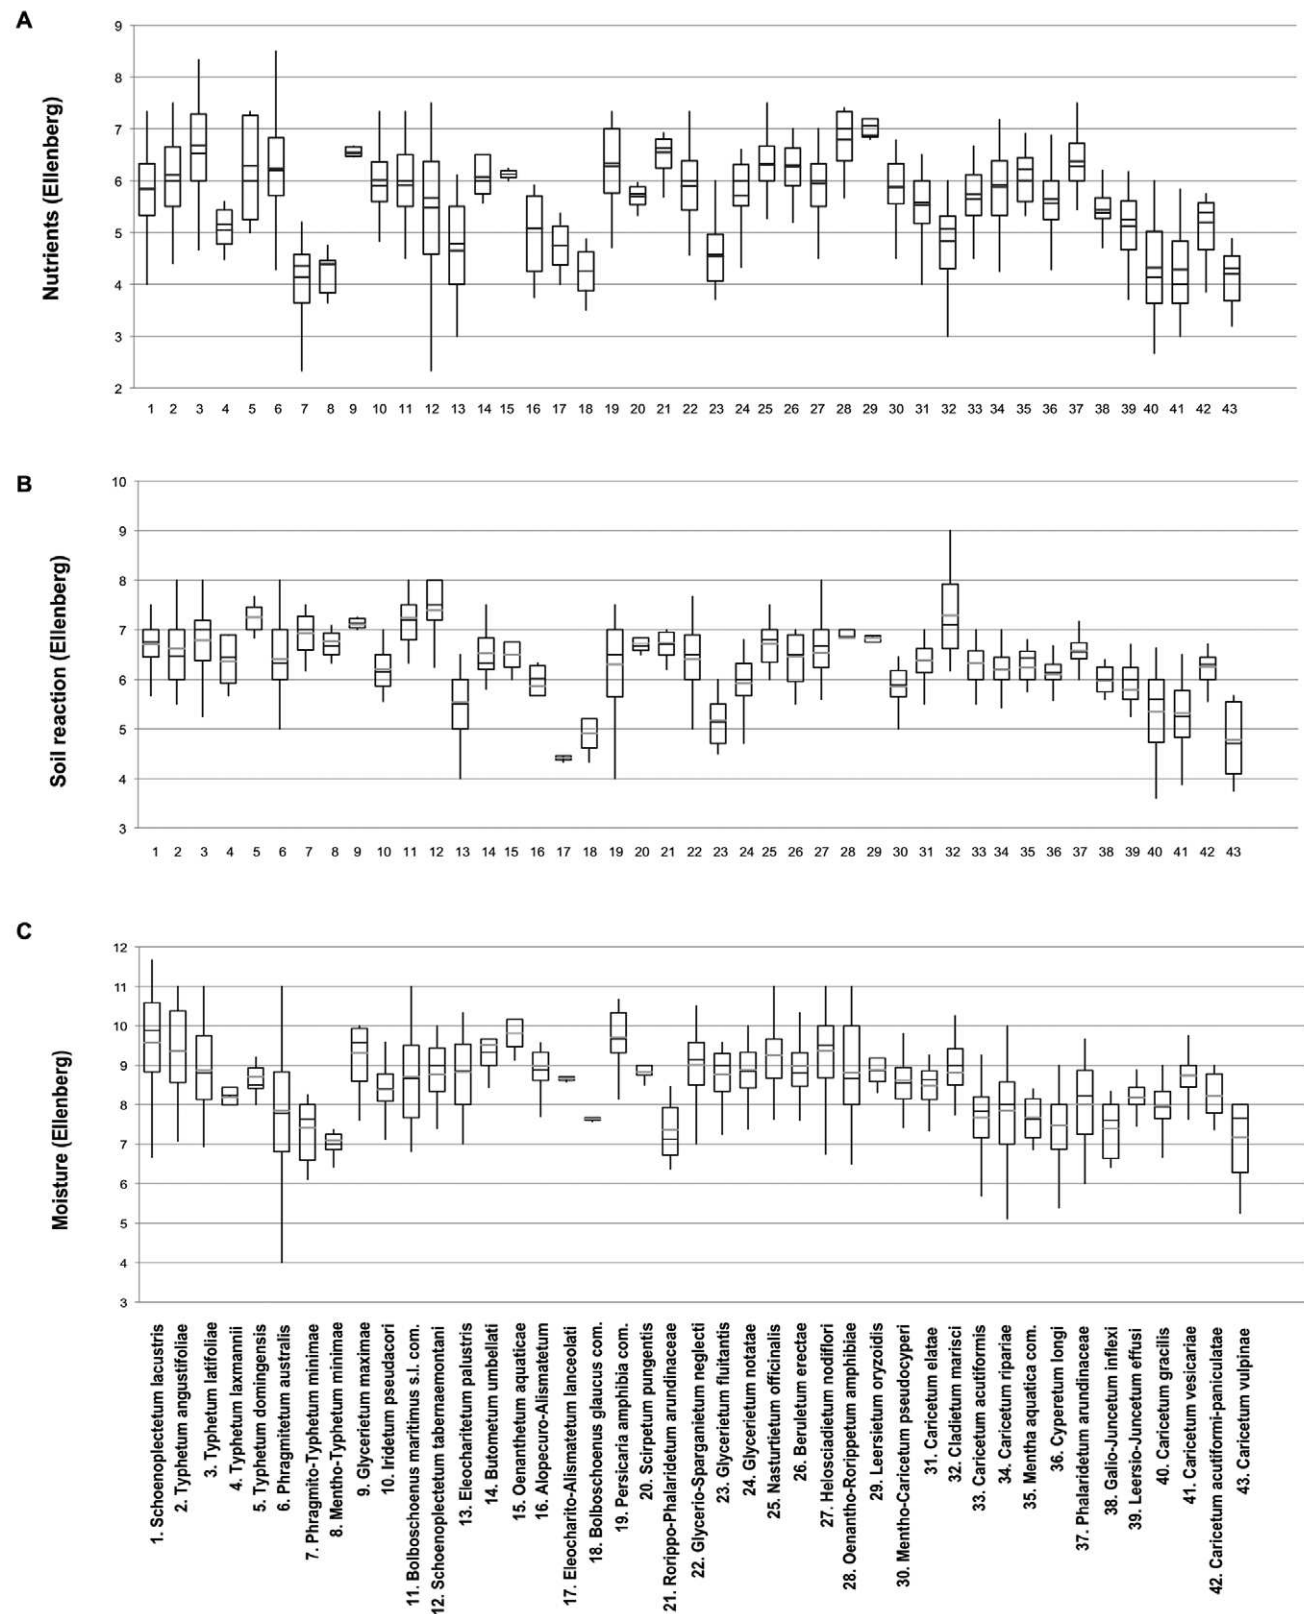 A
Nutrients (Ellenberg)
9
8
7
6
5
4
3
2
1 2 3 4 5 6 7 8 9 10 11 12 13 14 15 16 17 18 19 20 21 22 23 24 25 26 27 28 29 30 31 32 33 34 35 36 37 38 39 40 41 42 43
B
Soil reaction (Ellenberg)
10
9
8
7
6
5
4
3
1 2 3 4 5 6 7 8 9 10 11 12 13 14 15 16 17 18 19 20 21 22 23 24 25 26 27 28 29 30 31 32 33 34 35 36 37 38 39 40 41 42 43
C
Moisture (Ellenberg)
12
11
10
9
8
7
6
5
4
3
1. Schoenoplectetum lacustris
2. Typhetum angustifoliae
3. Typhetum latifoliae
4. Typhetum laxmannii
5. Typhetum domingensis
6. Phragmitetum australis
7. Phragmito-Typhetum minimae
8. Mentho-Typhetum minimae
9. Glycerietum maximae
10. Iridetum pseudacori
11. Bolboschoenus maritimus s.l. com.
12. Schoenoplectetum tabernaemontani
13. Eleocharitetum palustris
14. Butometum umbellati
15. Oenanthetum aquaticae
16. Alopecuro-Alismatetum
17. Eleocharito-Alismatetum lanceolati
18. Bolboschoenus glaucus com.
19. Persicaria amphibia com.
20. Scirpetum pungentis
21. Rorippo-Phalaridetum arundinaceae
22. Glycerio-Sparganietum neglecti
23. Glycerietum fluitantis
24. Glycerietum notatae
25. Nasturtietum officinalis
26. Beruletum erectae
27. Helosciadietum nodiflori
28. Oenantho-Rorippetum amphibiae
29. Leersietum oryzoidis
30. Mentho-Caricetum pseudocyperi
31. Caricetum elatae
32. Cladietum marisci
33. Caricetum acutiformis
34. Caricetum ripariae
35. Mentha aquatica com.
36. Cyperetum longi
37. Phalaridetum arundinaceae
38. Galio-Juncetum inflexi
39. Leersio-Juncetum effusi
40. Caricetum gracilis
41. Caricetum vesicariae
42. Caricetum acutiformi-paniculatae
43. Caricetum vulpinae